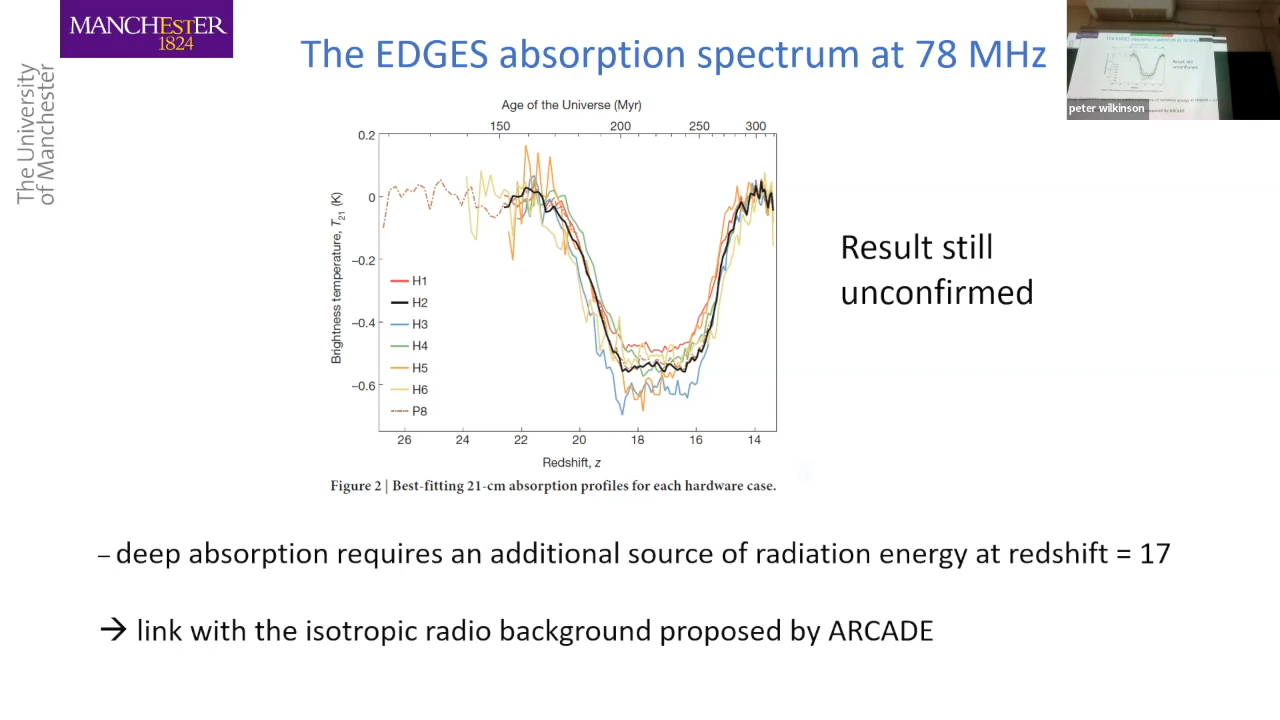 MANCHESTER
1824
The University
of Manchester
The EDGES absorption spectrum at 78 MHz
peter wilkinson
Age of the Universe (Myr)
150 200 250 300
0.2
0
−0.2
−0.4
−0.6
Brightness temperature, T21 (K)
H1
H2
H3
H4
H5
H6
P8
26 24 22 20 18 16 14
Redshift, z
Figure 2 | Best-fitting 21-cm absorption profiles for each hardware case.
Result still
unconfirmed
– deep absorption requires an additional source of radiation energy at redshift = 17
→ link with the isotropic radio background proposed by ARCADE